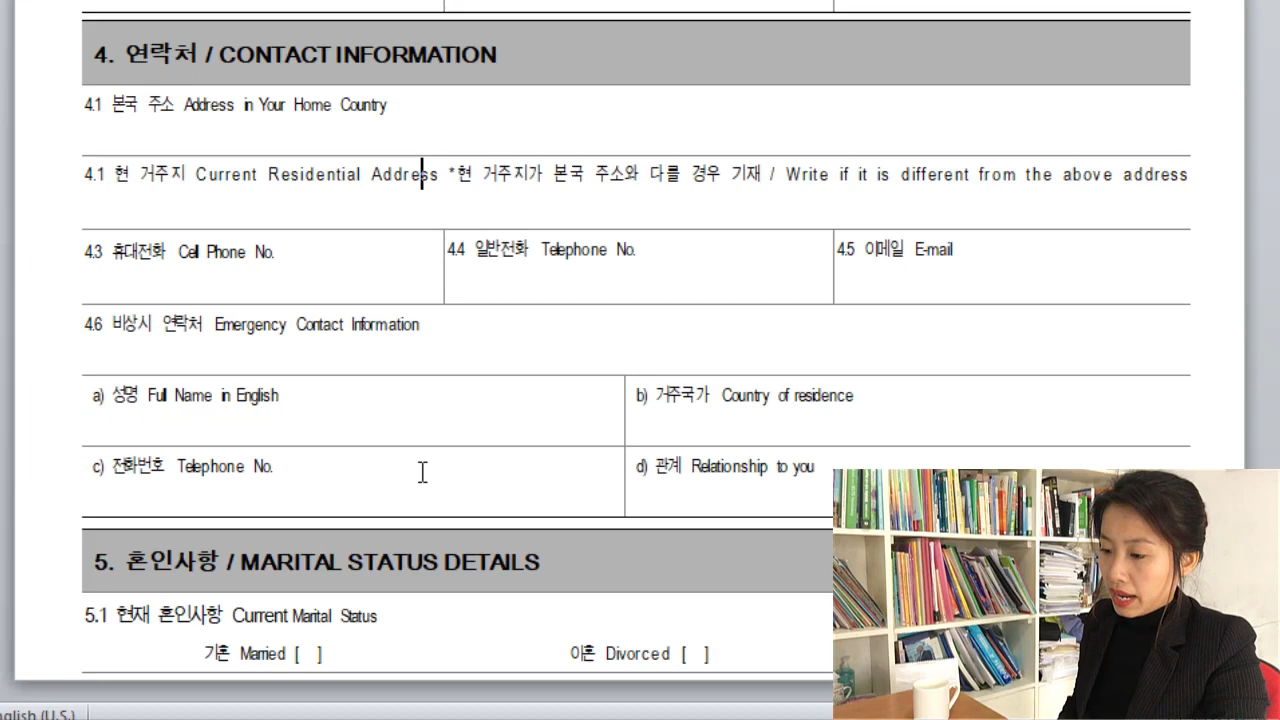 4. 연락처 / CONTACT INFORMATION
4.1 본국 주소 Address in Your Home Country
4.1 현 거주지 Current Residential Address *현 거주지가 본국 주소와 다를 경우 기재 / Write if it is different from the above address
4.3 휴대전화 Cell Phone No.
4.4 일반전화 Telephone No.
4.5 이메일 E-mail
4.6 비상시 연락처 Emergency Contact Information
a) 성명 Full Name in English
b) 거주국가 Country of residence
c) 전화번호 Telephone No.
d) 관계 Relationship to you
5. 혼인사항 / MARITAL STATUS DETAILS
5.1 현재 혼인사항 Current Marital Status
기혼 Married [ ]
이혼 Divorced [ ]
nglish (U.S.)